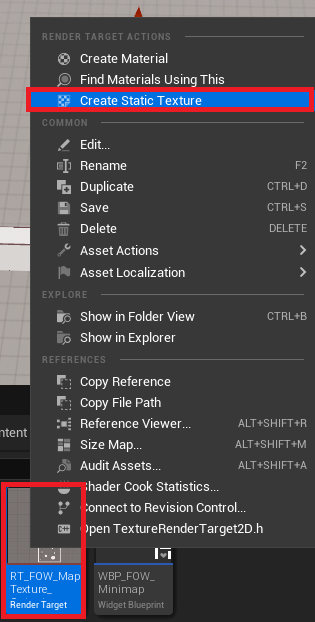 RENDER TARGET ACTIONS
Create Material
Find Materials Using This
Create Static Texture
COMMON
Edit...
Rename F2
Duplicate CTRL+D
Save CTRL+S
Delete DELETE
Asset Actions
Asset Localization
EXPLORE
Show in Folder View CTRL+B
Show in Explorer
REFERENCES
Copy Reference
Copy File Path
Reference Viewer... ALT+SHIFT+R
Size Map... ALT+SHIFT+M
Audit Assets... ALT+SHIFT+A
Shader Cook Statistics...
Connect to Revision Control...
Open TextureRenderTarget2D.h
ntent
RT_FOW_Map
Texture_
Render Target
WBP_FOW_
Minimap
Widget Blueprint